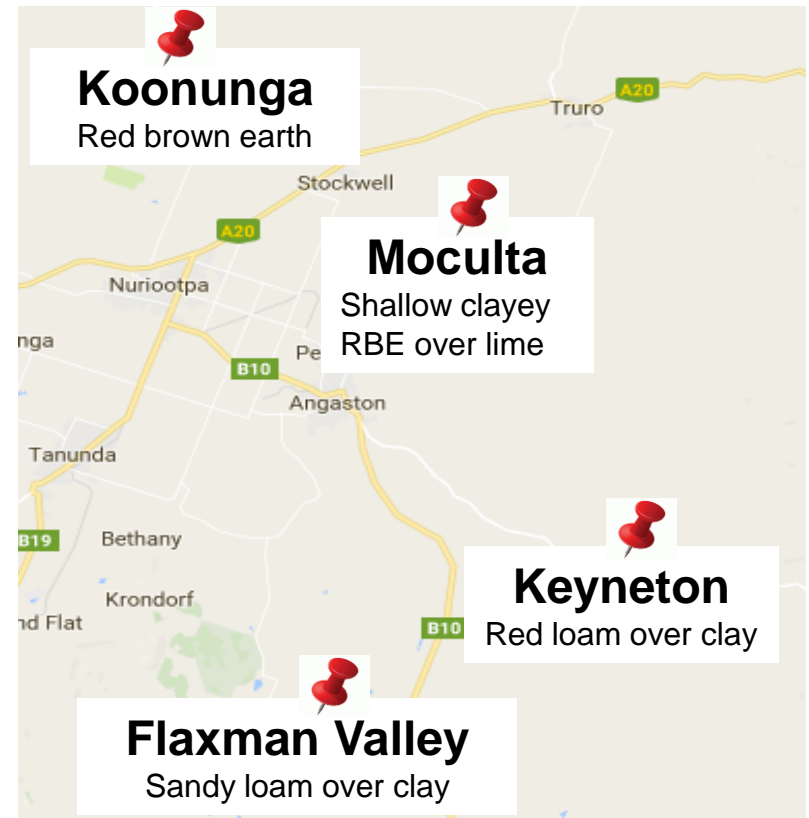 Koonunga
Red brown earth
A20
Truro
Stockwell
Moculta
Shallow clayey
RBE over lime
A20
Nuriootpa
nga
Pe
B10
Angaston
Tanunda
B19
Bethany
Keyneton
Red loam over clay
Krondorf
nd Flat
B10
Flaxman Valley
Sandy loam over clay